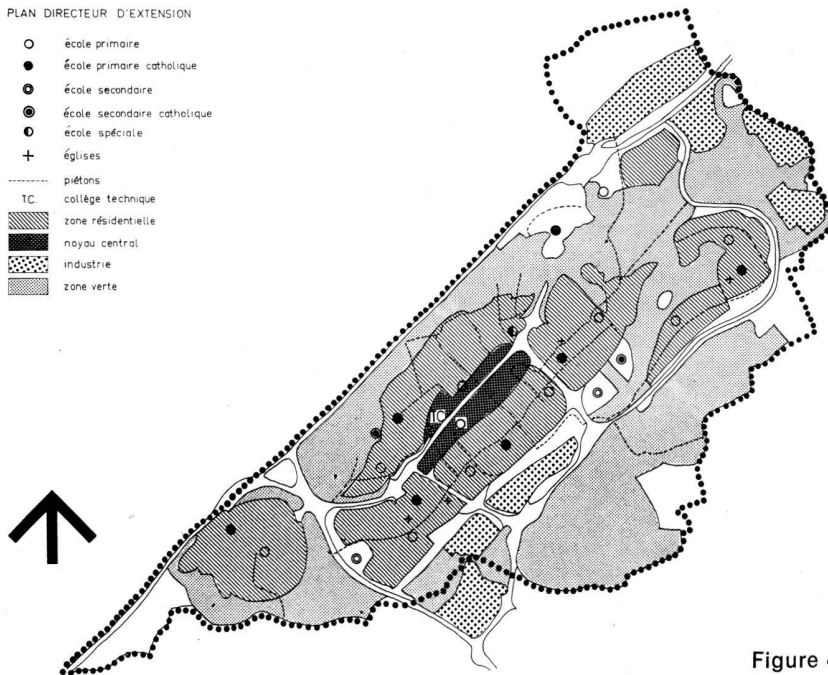 PLAN DIRECTEUR D'EXTENSION
école primaire
école primaire catholique
école secondaire
école secondaire catholique
école spéciale
églises
piétons
T.C. collège technique
zone résidentielle
noyau central
industrie
zone verte
TC
Figure